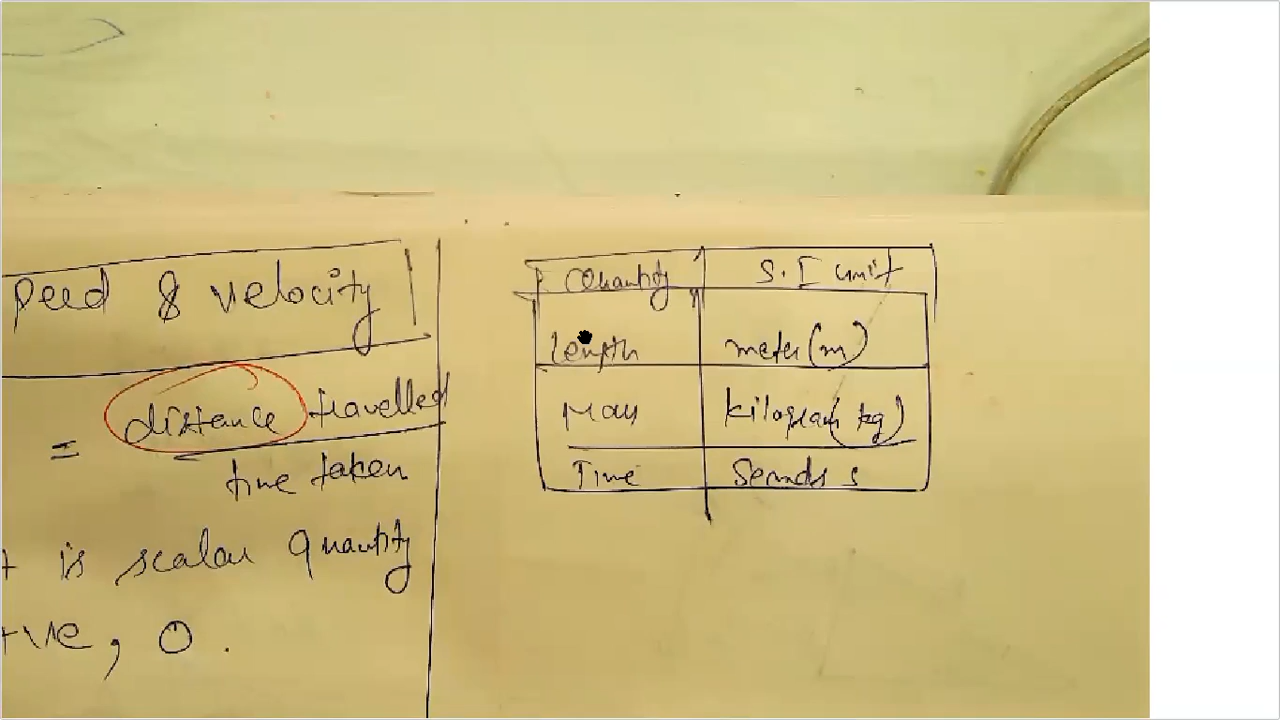 peed & velocity
= distance travelled
time taken
t is scalar quantity
+ve, 0.
Quantity S.I unit
length meter (m)
Mass kilogram (kg)
Time Seconds s